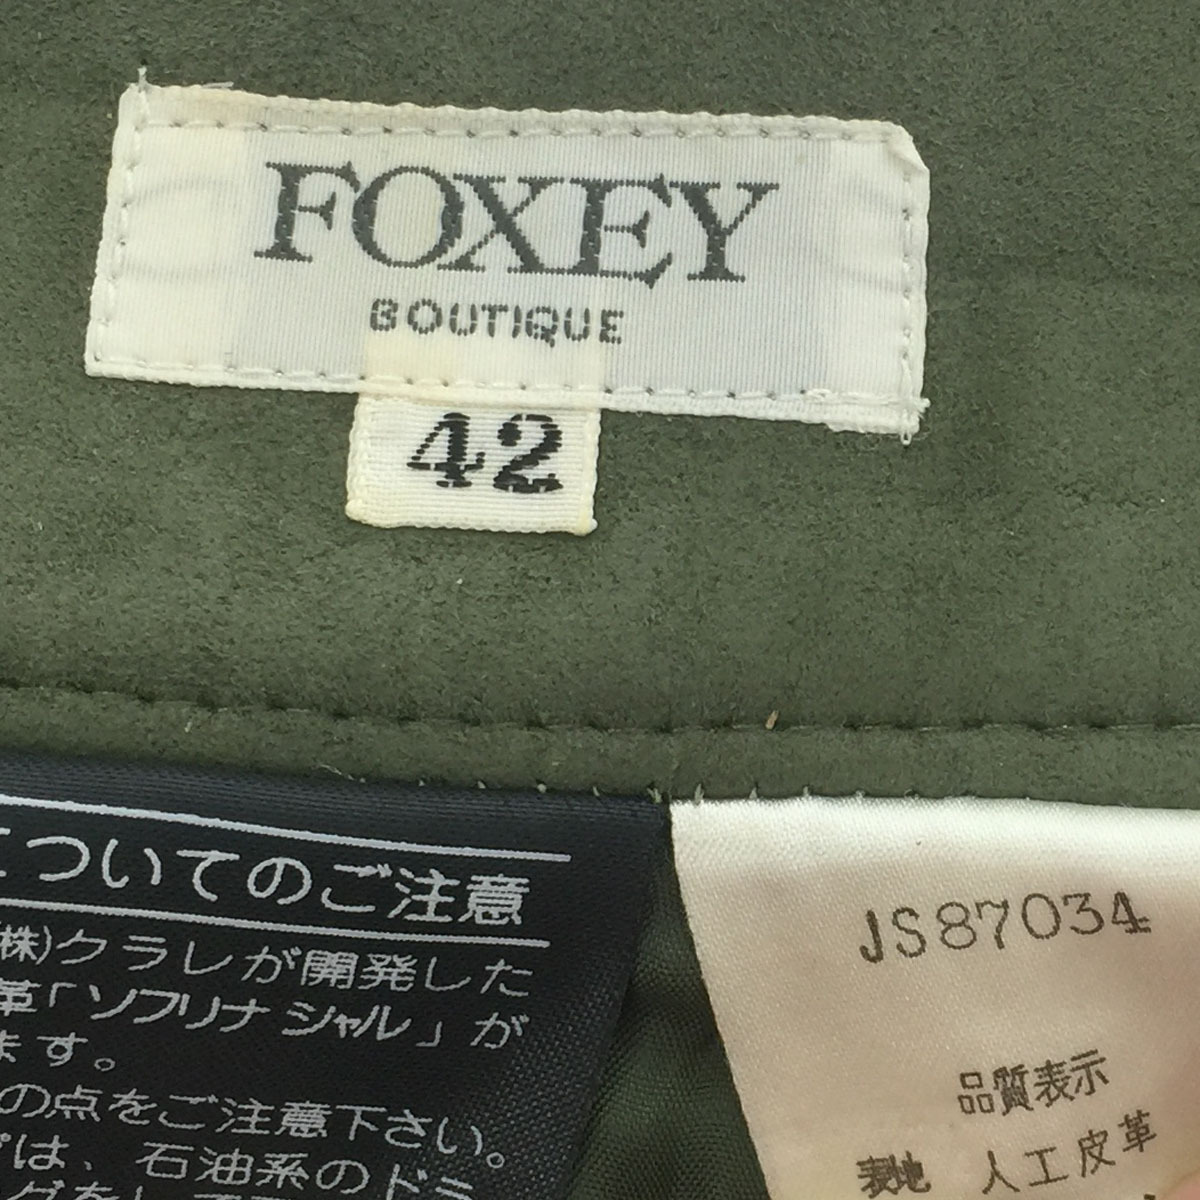 FOXEY
BOUTIQUE
42
についてのご注意
(株)クラレが開発した
革「ソフリナシャル」が
ます。
の点をご注意下さい。
は、石油系のドラ
JS87034
品質表示
表地 人工皮革